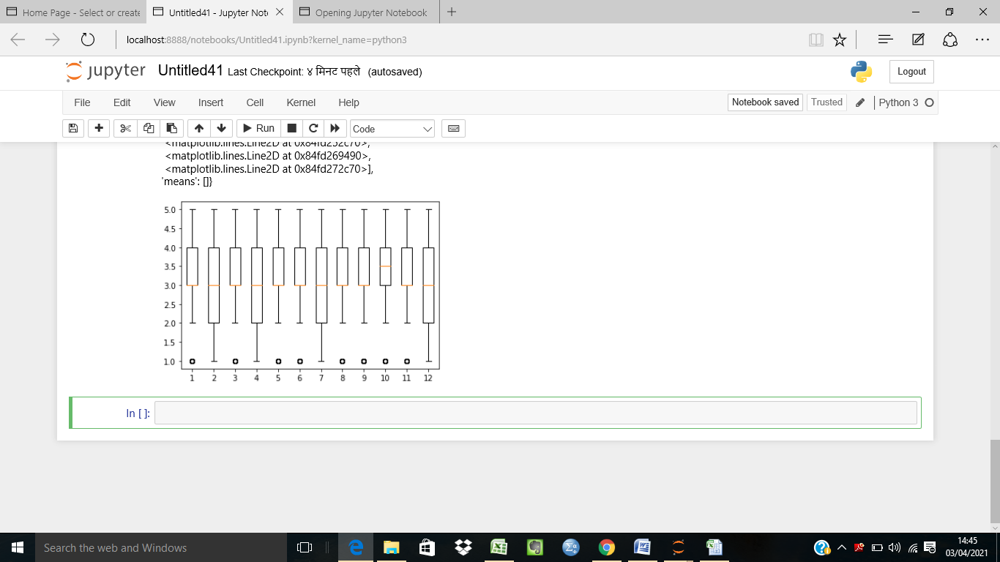 Home Page - Select or create
Untitled41 - Jupyter Note
Opening Jupyter Notebook
localhost:8888/notebooks/Untitled41.ipynb?kernel_name=python3
jupyter Untitled41 Last Checkpoint: ४ मिनट पहले (autosaved)
Logout
File Edit View Insert Cell Kernel Help
Notebook saved Trusted Python 3
Run Code
<matplotlib.lines.Line2D at 0x84fd252c70>,
<matplotlib.lines.Line2D at 0x84fd269490>,
<matplotlib.lines.Line2D at 0x84fd272c70>],
'means': []}
5.0
4.5
4.0
3.5
3.0
2.5
2.0
1.5
1.0
1 2 3 4 5 6 7 8 9 10 11 12
In [ ]:
Search the web and Windows
14:45
03/04/2021